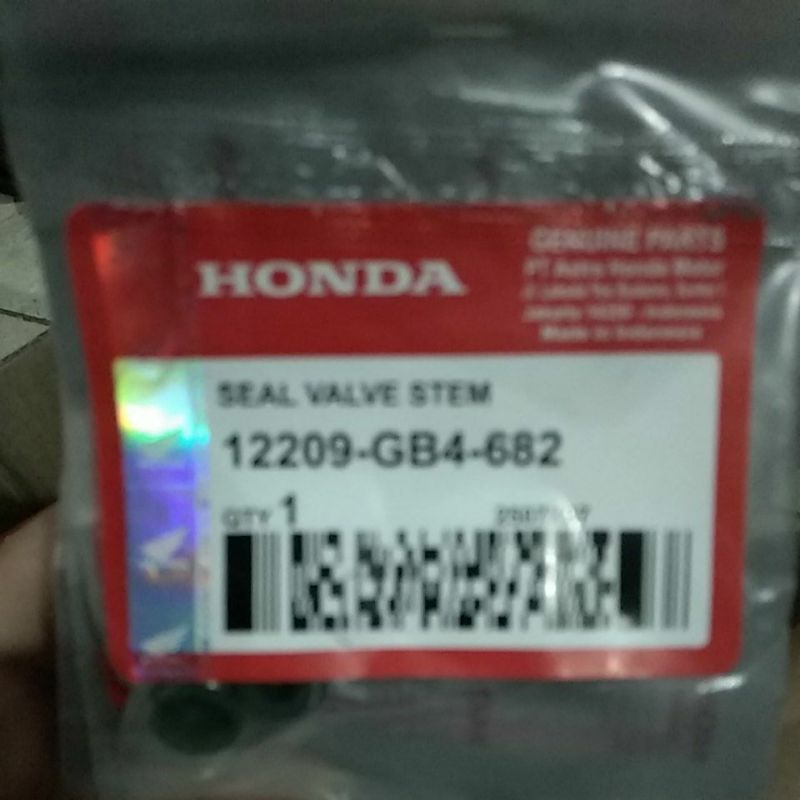 HONDA
GENUINE PARTS
PT Astra Honda Motor
Made in Indonesia
SEAL VALVE STEM
12209-GB4-682
QTY 1